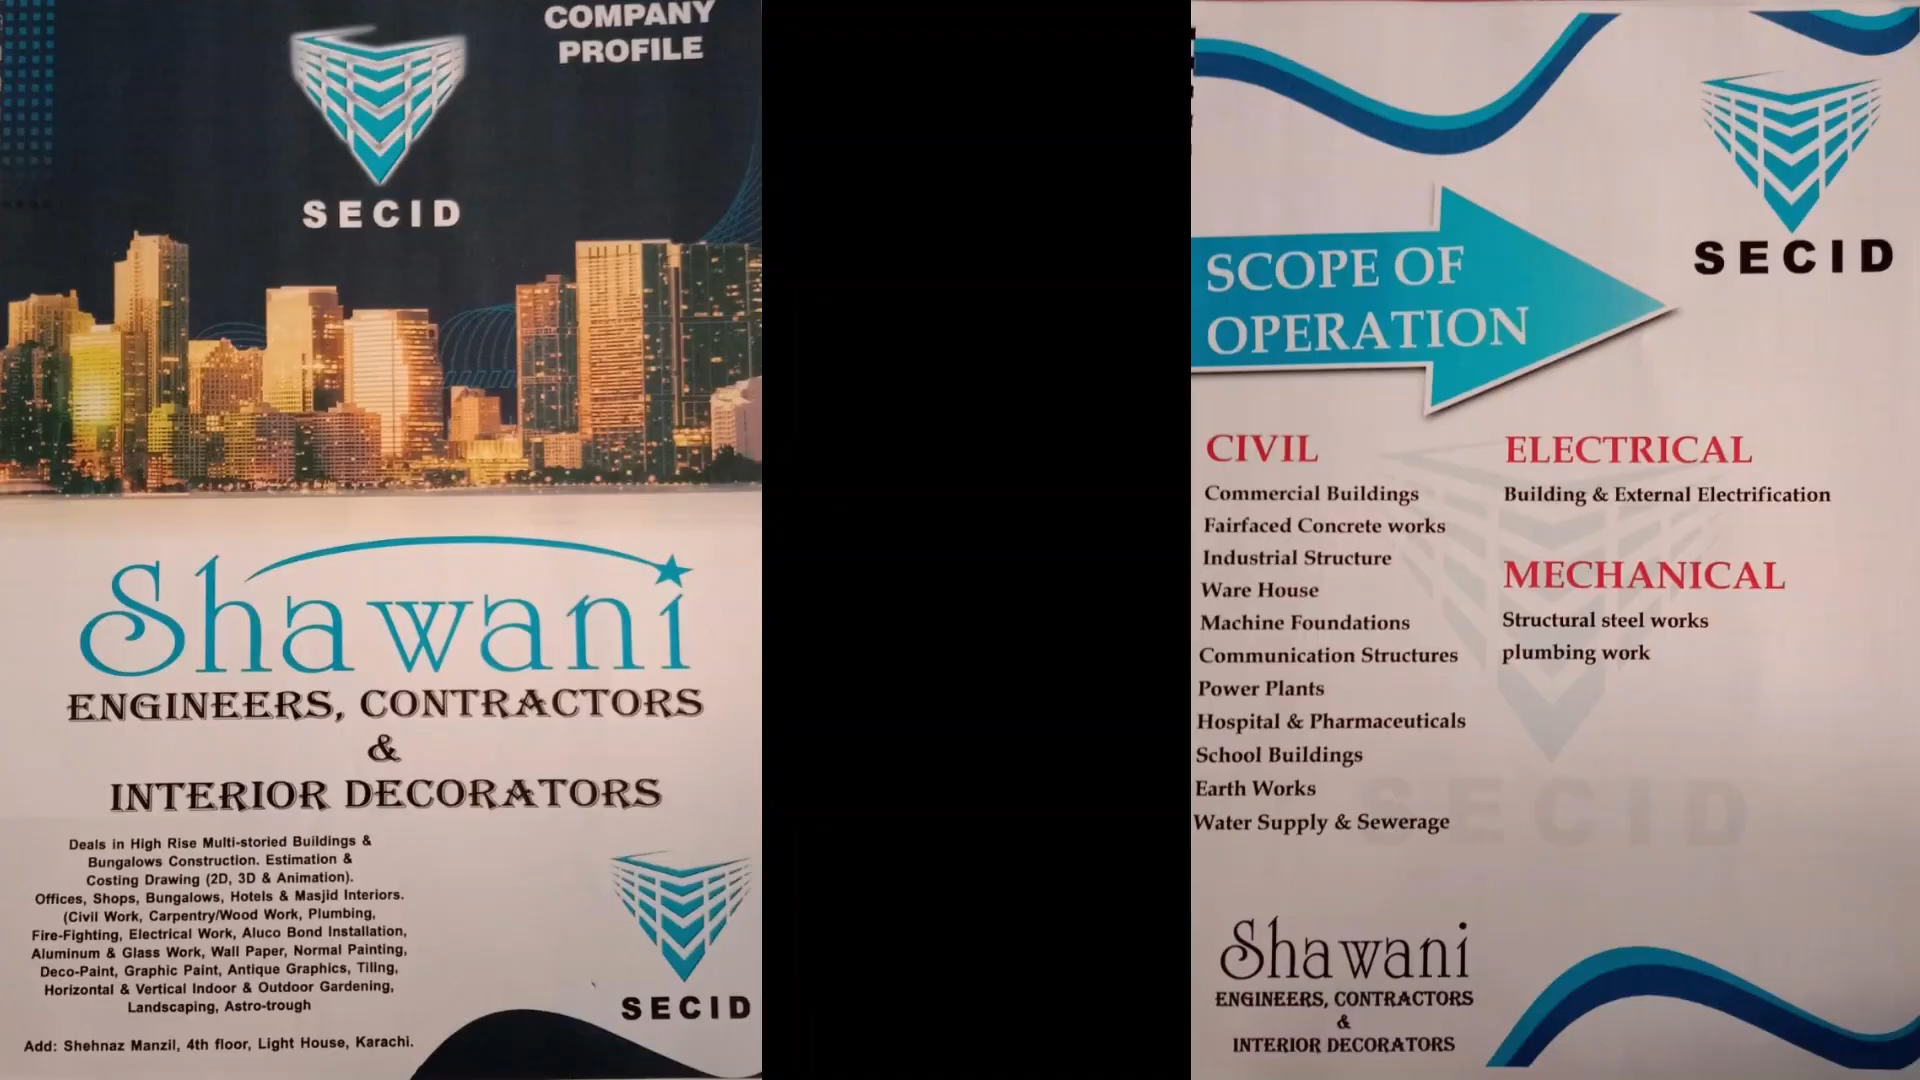 COMPANY
PROFILE
SECID
Shawani
ENGINEERS, CONTRACTORS
&
INTERIOR DECORATORS
Deals in High Rise Multi-storied Buildings &
Bungalows Construction. Estimation &
Costing Drawing (2D, 3D & Animation).
Offices, Shops, Bungalows, Hotels & Masjid Interiors.
(Civil Work, Carpentry/Wood Work, Plumbing,
Fire-Fighting, Electrical Work, Aluco Bond Installation,
Aluminum & Glass Work, Wall Paper, Normal Painting,
Deco-Paint, Graphic Paint, Antique Graphics, Tiling,
Horizontal & Vertical Indoor & Outdoor Gardening,
Landscaping, Astro-trough
Add: Shehnaz Manzil, 4th floor, Light House, Karachi.
SECID
SECID
SCOPE OF
OPERATION
CIVIL
Commercial Buildings
Fairfaced Concrete works
Industrial Structure
Ware House
Machine Foundations
Communication Structures
Power Plants
Hospital & Pharmaceuticals
School Buildings
Earth Works
Water Supply & Sewerage
ELECTRICAL
Building & External Electrification
MECHANICAL
Structural steel works
plumbing work
SECID
Shawani
ENGINEERS, CONTRACTORS
&
INTERIOR DECORATORS